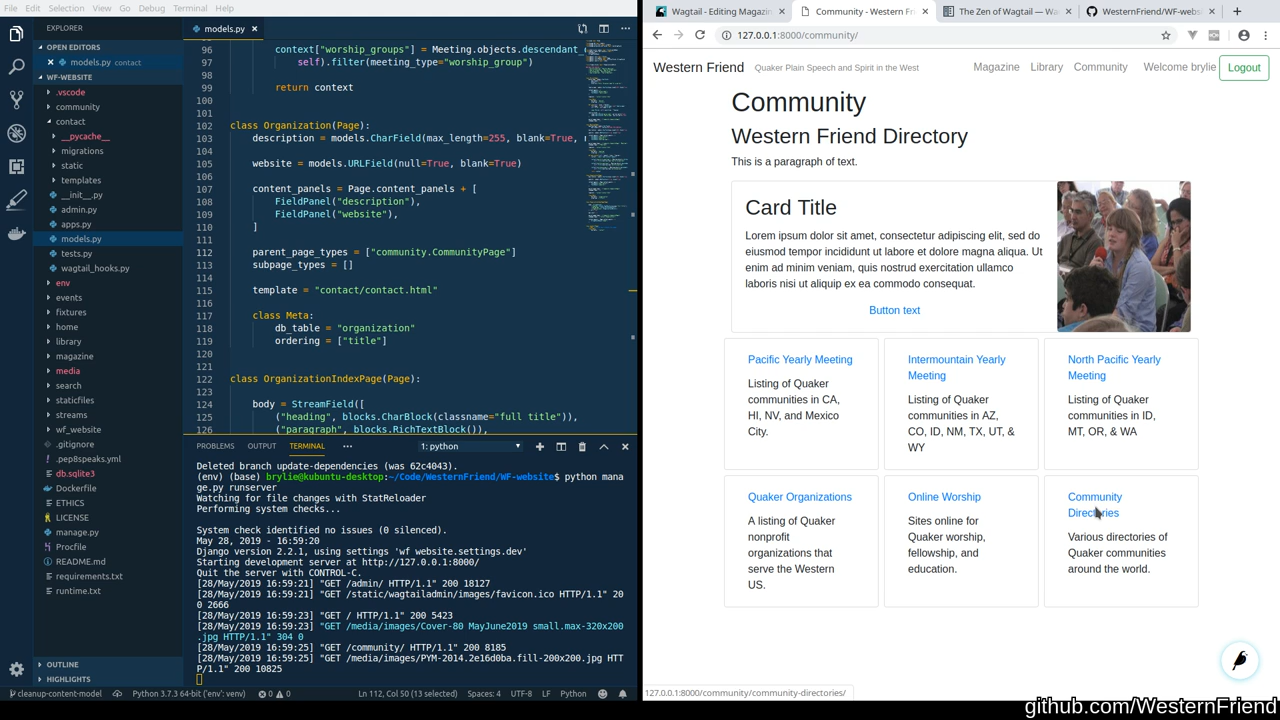 File Edit Selection View Go Debug Terminal Help
EXPLORER
OPEN EDITORS
models.py contact
WF-WEBSITE
.vscode
community
contact
__pycache__
migrations
static
templates
__init__.py
admin.py
apps.py
models.py
tests.py
wagtail_hooks.py
env
events
fixtures
home
library
magazine
media
search
staticfiles
streams
wf_website
.gitignore
.pep8speaks.yml
db.sqlite3
Dockerfile
ETHICS
LICENSE
manage.py
Procfile
README.md
requirements.txt
runtime.txt
OUTLINE
HIGHLIGHTS
models.py
96 context["worship_groups"] = Meeting.objects.descendant_
97 self).filter(meeting_type="worship_group")
98
99 return context
100
101
102 class Organization(Page):
103 description = models.CharField(max_length=255, blank=True,
104
105 website = models.URLField(null=True, blank=True)
106
107 content_panels = Page.content_panels + [
108 FieldPanel("description"),
109 FieldPanel("website"),
110 ]
111
112 parent_page_types = ["community.CommunityPage"]
113 subpage_types = []
114
115 template = "contact/contact.html"
116
117 class Meta:
118 db_table = "organization"
119 ordering = ["title"]
120
121
122 class OrganizationIndexPage(Page):
123
124 body = StreamField([
125 ("heading", blocks.CharBlock(classname="full title")),
126 ("paragraph", blocks.RichTextBlock()),
PROBLEMS OUTPUT TERMINAL 1: python
Deleted branch update-dependencies (was 62c4043).
(env) (base) brylie@kubuntu-desktop:~/Code/WesternFriend/WF-website$ python mana
ge.py runserver
Watching for file changes with StatReloader
Performing system checks...
System check identified no issues (0 silenced).
May 28, 2019 - 16:59:20
Django version 2.2.1, using settings 'wf_website.settings.dev'
Starting development server at http://127.0.0.1:8000/
Quit the server with CONTROL-C.
[28/May/2019 16:59:21] "GET /admin/ HTTP/1.1" 200 18127
[28/May/2019 16:59:21] "GET /static/wagtailadmin/images/favicon.ico HTTP/1.1" 20
0 2666
[28/May/2019 16:59:23] "GET / HTTP/1.1" 200 5423
[28/May/2019 16:59:23] "GET /media/images/Cover-80 MayJune2019 small.max-320x200
.jpg HTTP/1.1" 304 0
[28/May/2019 16:59:25] "GET /community/ HTTP/1.1" 200 8185
[28/May/2019 16:59:25] "GET /media/images/PYM-2014.2e16d0ba.fill-200x200.jpg HTT
P/1.1" 200 10825
cleanup-content-model Python 3.7.3 64-bit ('env': venv) 0 0 Ln 112, Col 50 (13 selected) Spaces: 4 UTF-8 LF Python
Wagtail - Editing Magazin Community - Western Fri The Zen of Wagtail — Wa WesternFriend/WF-websi
127.0.0.1:8000/community/
Western Friend Quaker Plain Speech and Spirit in the West Magazine Library Community Welcome brylie Logout
Community
Western Friend Directory
This is a paragraph of text.
Card Title
Lorem ipsum dolor sit amet, consectetur adipiscing elit, sed do
eiusmod tempor incididunt ut labore et dolore magna aliqua. Ut
enim ad minim veniam, quis nostrud exercitation ullamco
laboris nisi ut aliquip ex ea commodo consequat.
Button text
Pacific Yearly Meeting
Listing of Quaker
communities in CA,
HI, NV, and Mexico
City.
Intermountain Yearly
Meeting
Listing of Quaker
communities in AZ,
CO, ID, NM, TX, UT, &
WY
North Pacific Yearly
Meeting
Listing of Quaker
communities in ID,
MT, OR, & WA
Quaker Organizations
A listing of Quaker
nonprofit
organizations that
serve the Western
US.
Online Worship
Sites online for
Quaker worship,
fellowship, and
education.
Community
Directories
Various directories of
Quaker communities
around the world.
127.0.0.1:8000/community/community-directories/
github.com/WesternFriend